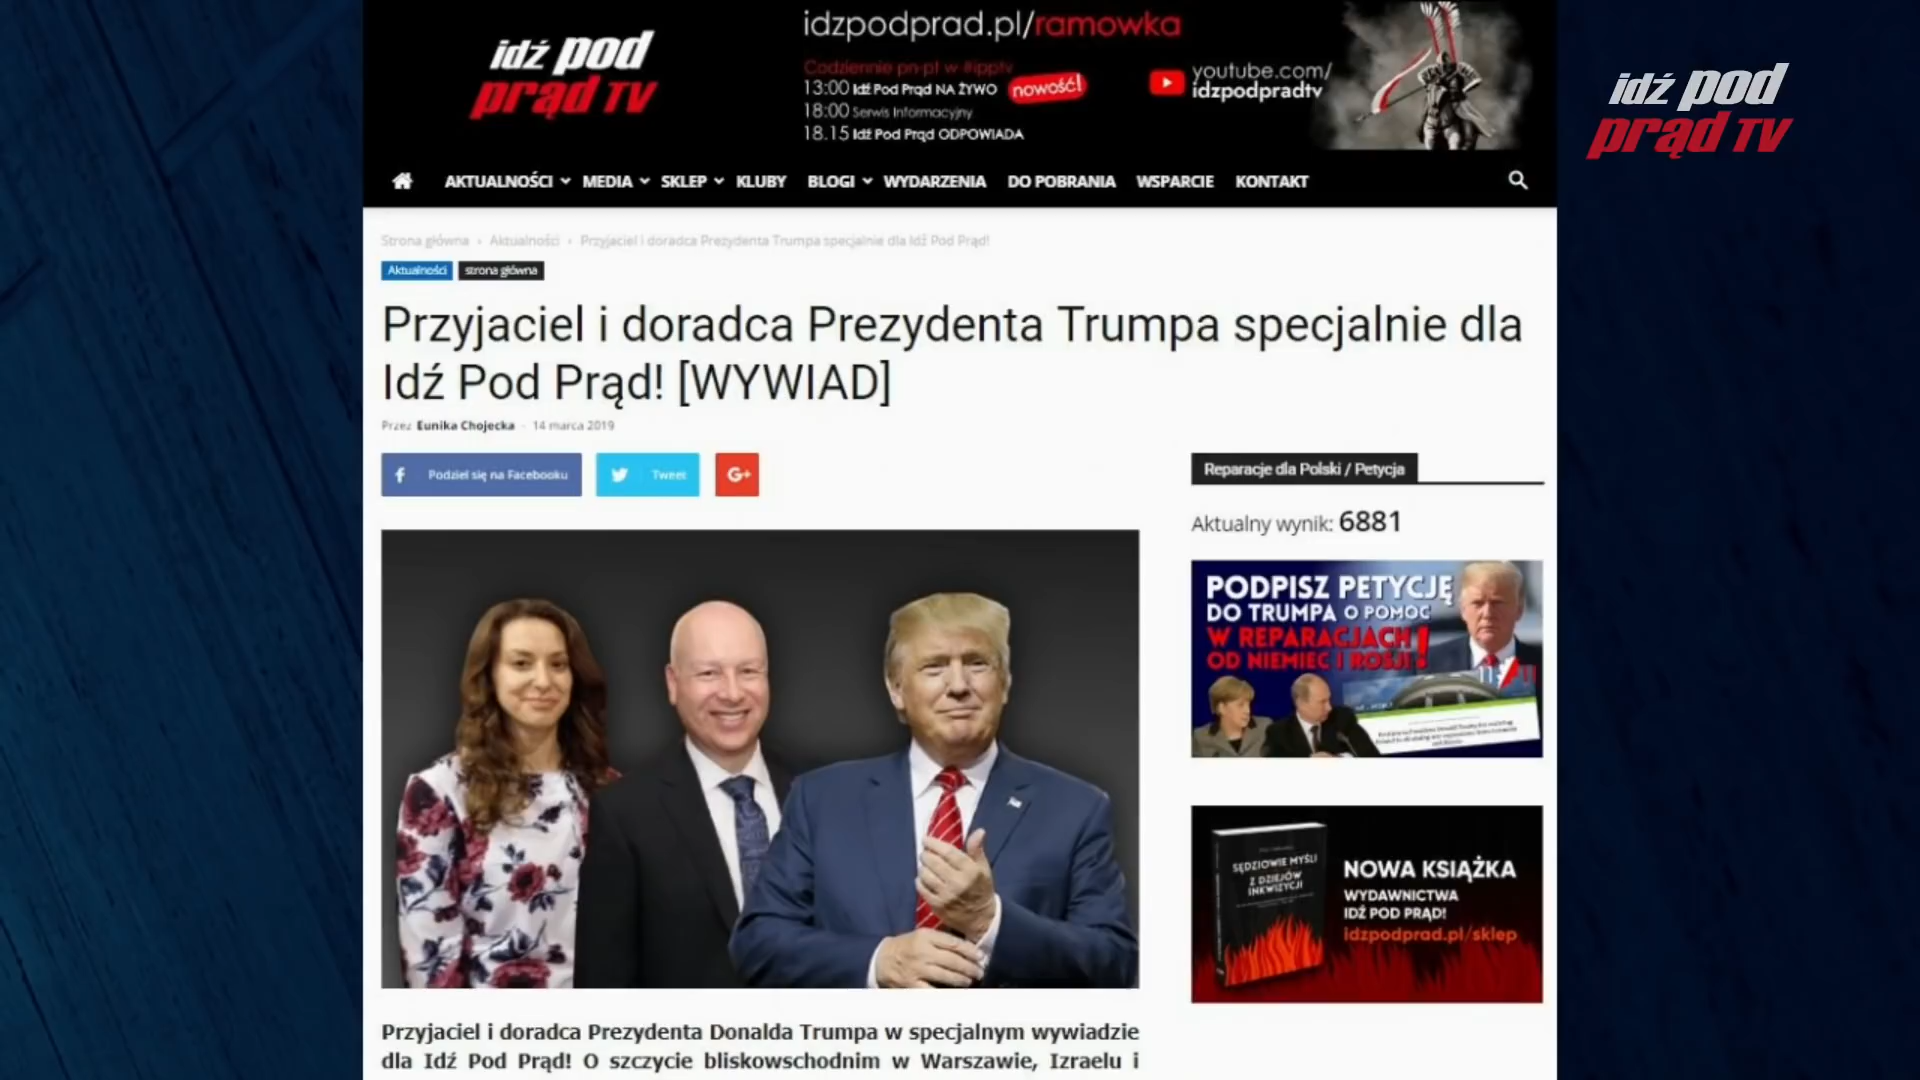 idź pod
prąd TV
idzpodprad.pl/ramowka
Codziennie pn-pt w #ipptv
13:00 Idź Pod Prąd NA ŻYWO nowość!
18:00 Serwis Informacyjny
18.15 Idź Pod Prąd ODPOWIADA
youtube.com/
idzpodpradtv
idź pod
prąd TV
AKTUALNOŚCI MEDIA SKLEP KLUBY BLOGI WYDARZENIA DO POBRANIA WSPARCIE KONTAKT
Strona główna › Aktualności › Przyjaciel i doradca Prezydenta Trumpa specjalnie dla Idź Pod Prąd!
Aktualności strona główna
Przyjaciel i doradca Prezydenta Trumpa specjalnie dla
Idź Pod Prąd! [WYWIAD]
Przez Eunika Chojecka - 14 marca 2019
Podziel się na Facebooku Tweet G+
Reparacje dla Polski / Petycja
Aktualny wynik: 6881
PODPISZ PETYCJĘ
DO TRUMPA O POMOC
W REPARACJACH
OD NIEMIEC I ROSJI!
SĘDZIOWIE MYŚLI
Z DZIEJÓW
INKWIZYCJI
NOWA KSIĄŻKA
WYDAWNICTWA
IDŹ POD PRĄD!
idzpodprad.pl/sklep
Przyjaciel i doradca Prezydenta Donalda Trumpa w specjalnym wywiadzie
dla Idź Pod Prąd! O szczycie bliskowschodnim w Warszawie, Izraelu i